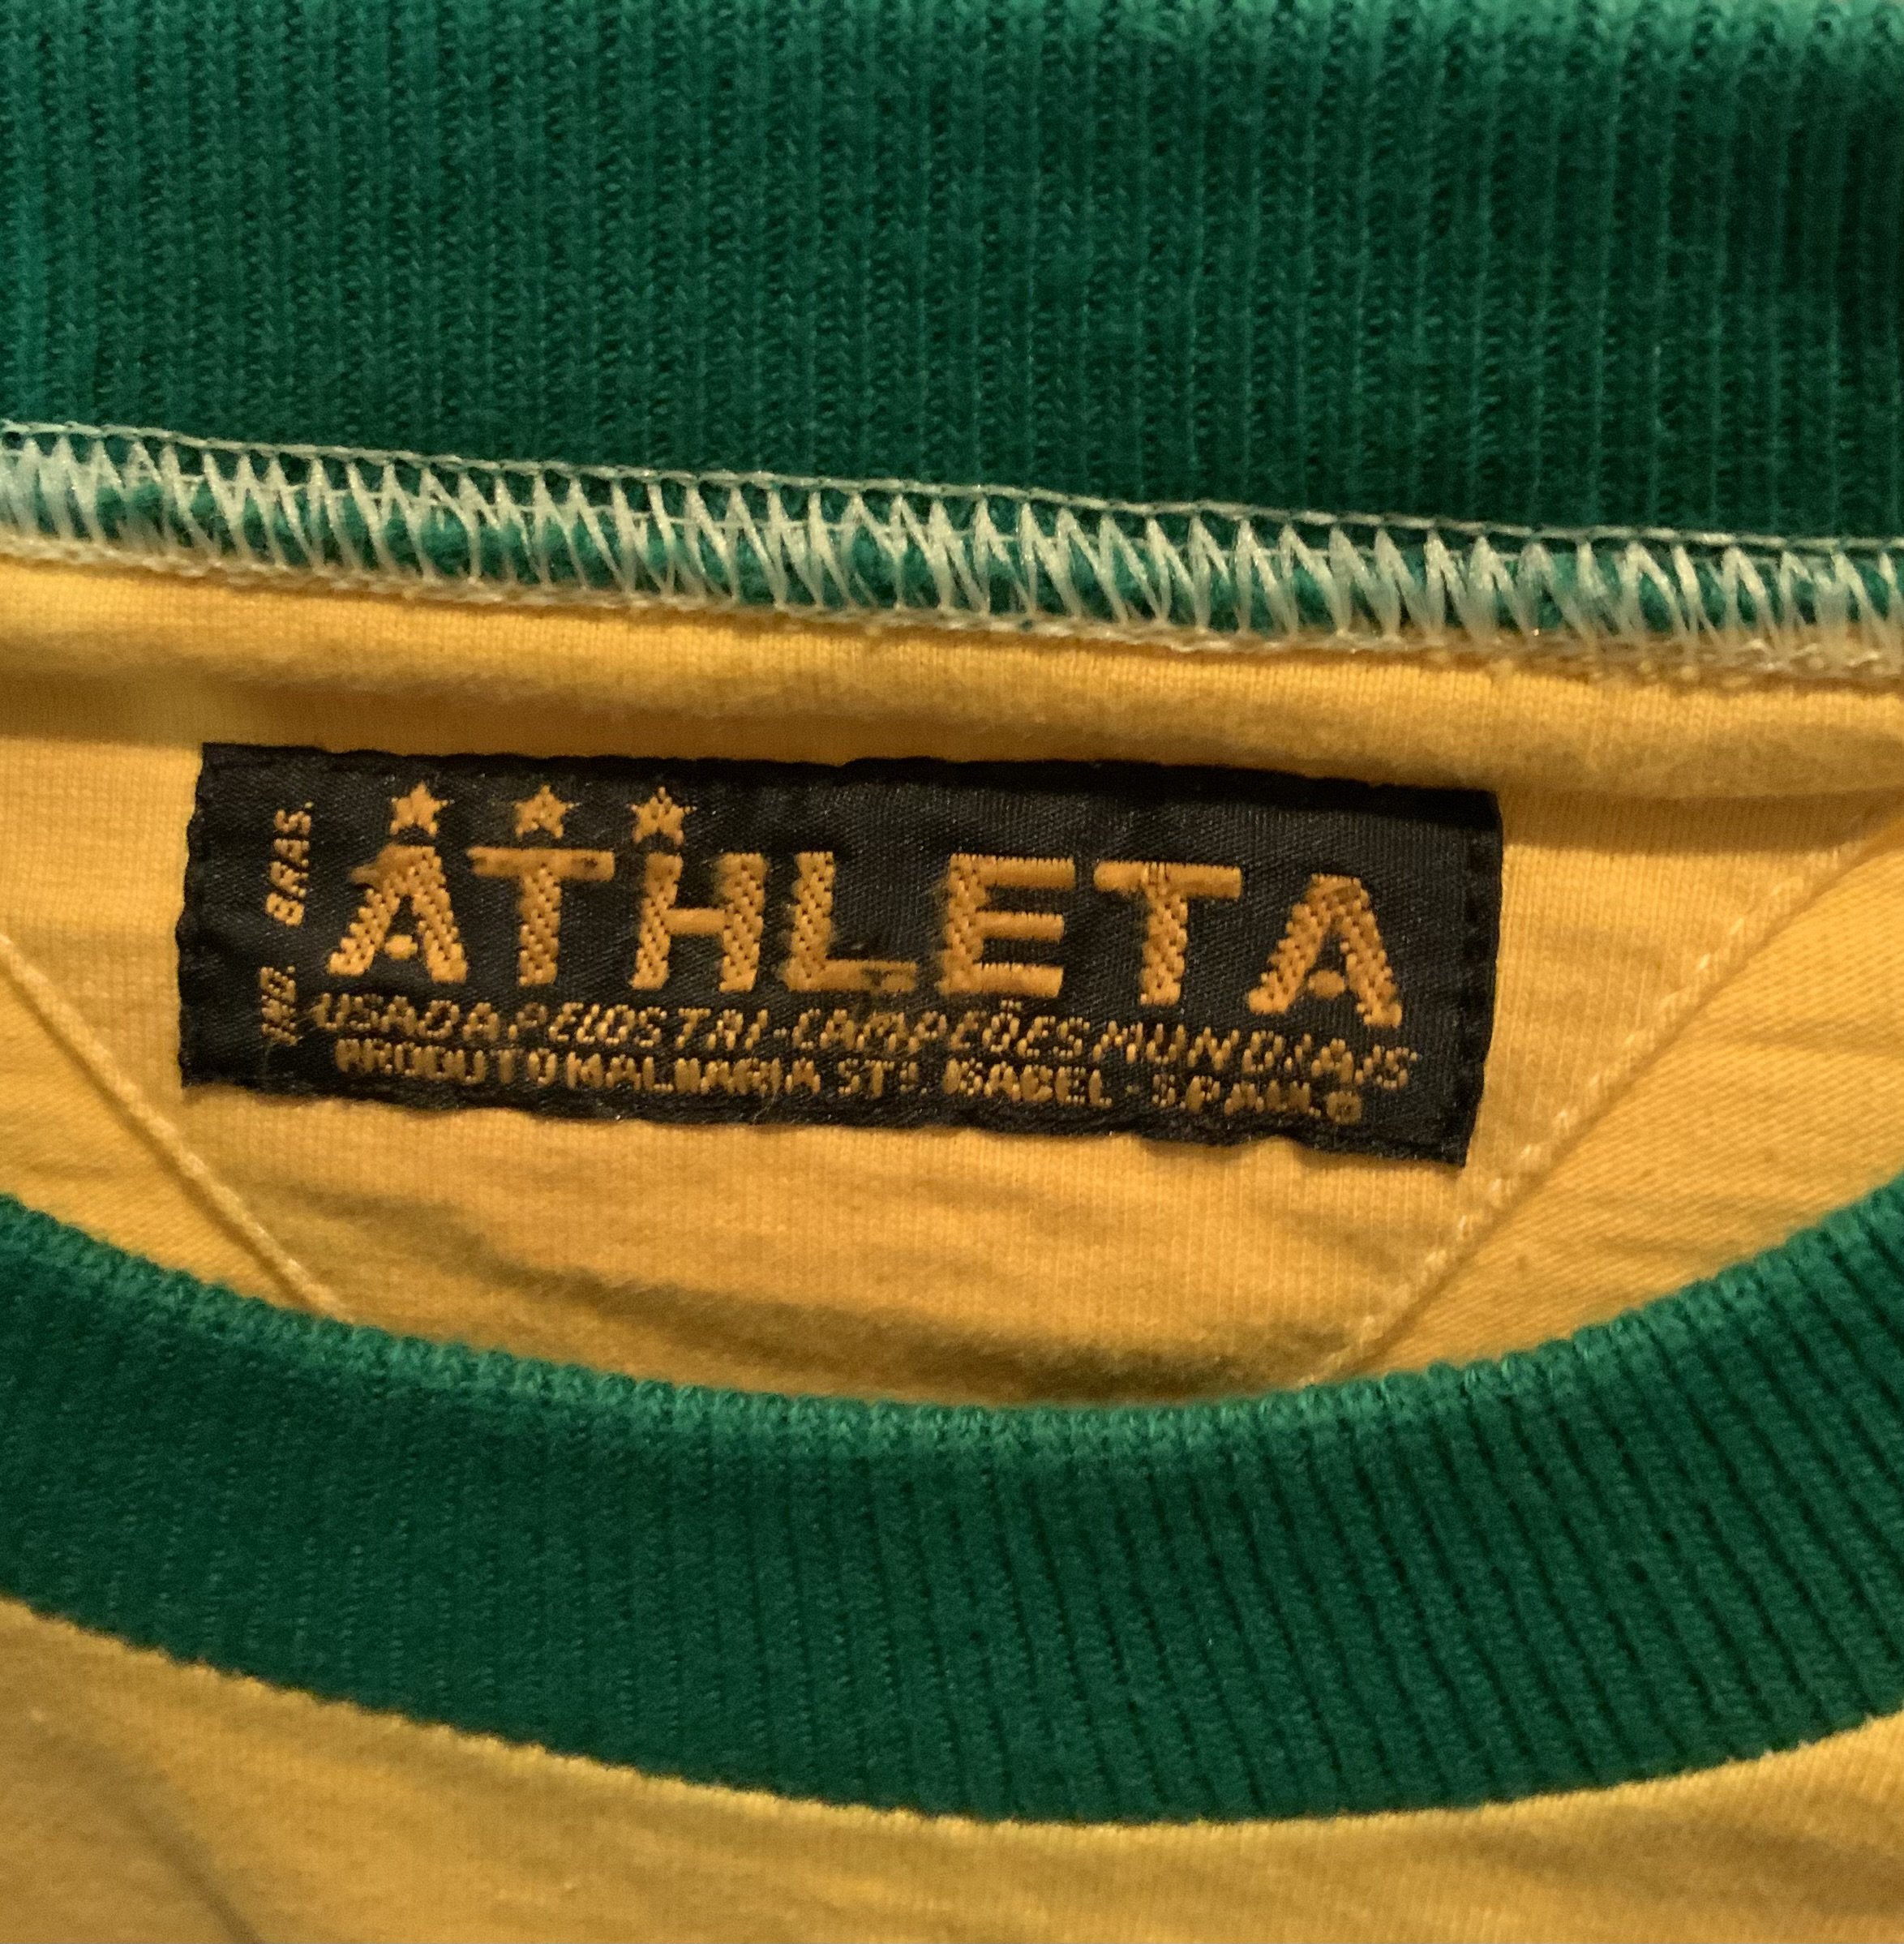 IND. BRAS.
ATHLETA
USADA PELOS TRI-CAMPEÕES MUNDIAIS
PRODUTO MALHARIA STª ISABEL - S.PAULO